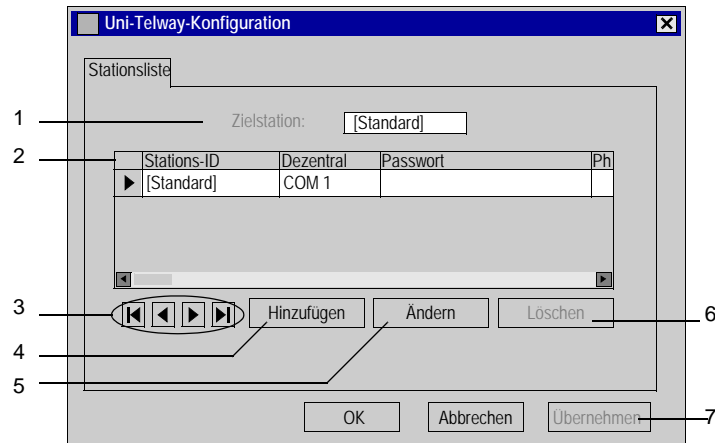 Uni-Telway-Konfiguration
Stationsliste
1 Zielstation: [Standard]
2 Stations-ID Dezentral Passwort Ph
[Standard] COM 1
3 Hinzufügen Ändern Löschen 6
4
5
OK Abbrechen Übernehmen 7